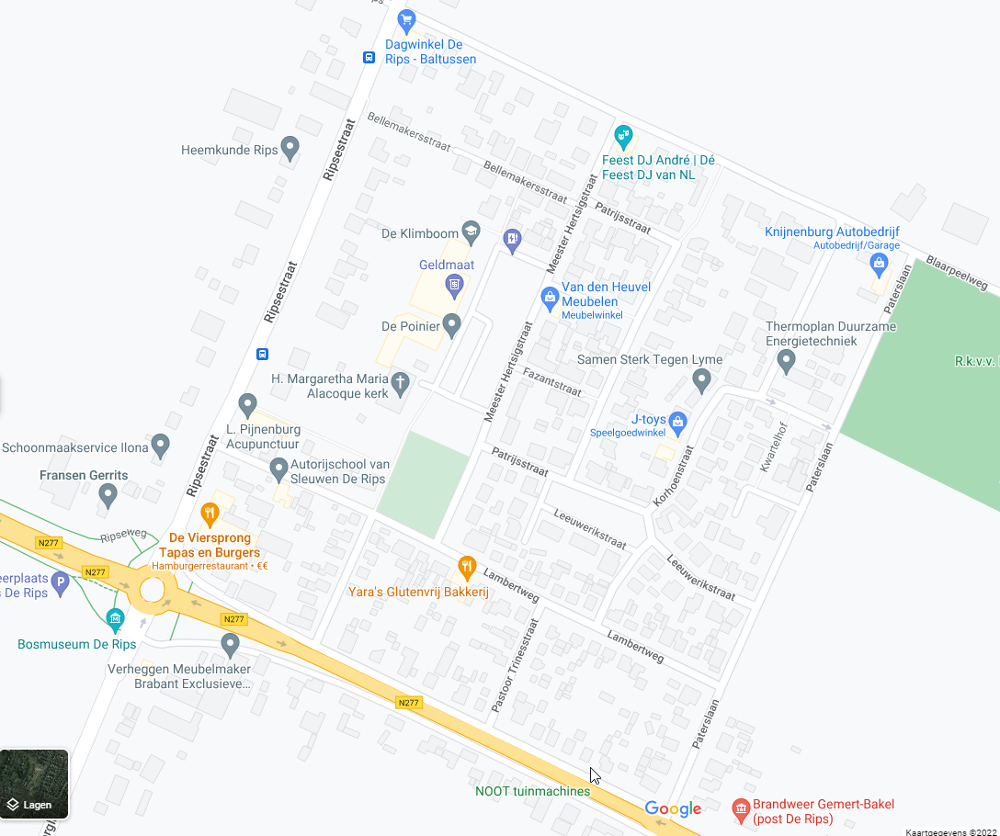 Dagwinkel De
Rips - Baltussen
Bellemakersstraat
Ripsestraat
Heemkunde Rips
Feest DJ André | Dé
Feest DJ van NL
Bellemakersstraat
Meester Hertsigstraat
Patrijsstraat
De Klimboom
Knijnenburg Autobedrijf
Autobedrijf/Garage
Blaarpeelweg
Geldmaat
Ripsestraat
Paterslaan
Van den Heuvel
Meubelen
Meubelwinkel
De Poinier
Thermoplan Duurzame
Energietechniek
Samen Sterk Tegen Lyme
R.k.v.v.
Meester Hertsigstraat
Fazantstraat
H. Margaretha Maria
Alacoque kerk
J-toys
Speelgoedwinkel
L. Pijnenburg
Acupunctuur
Kwartelhof
Schoonmaakservice Ilona
Ripsestraat
Patrijsstraat
Paterslaan
Korhoenstraat
Autorijschool van
Sleuwen De Rips
Fransen Gerrits
Leeuwerikstraat
Ripseweg
N277
De Viersprong
Tapas en Burgers
Hamburgerrestaurant • €€
N277
eerplaats
s De Rips
P
Leeuwerikstraat
Lambertweg
Yara's Glutenvrij Bakkerij
N277
Bosmuseum De Rips
Lambertweg
Pastoor Trinesstraat
Verheggen Meubelmaker
Brabant Exclusieve...
N277
Paterslaan
NOOT tuinmachines
Lagen
Google
Brandweer Gemert-Bakel
(post De Rips)
Kaartgegevens ©2022